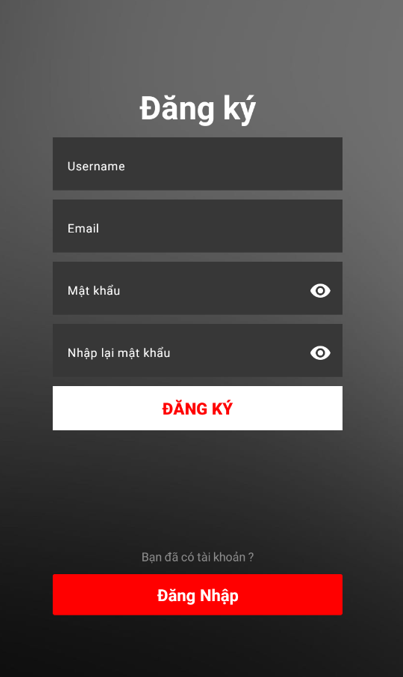 Đăng ký
Username
Email
Mật khẩu
Nhập lại mật khẩu
ĐĂNG KÝ
Bạn đã có tài khoản ?
Đăng Nhập